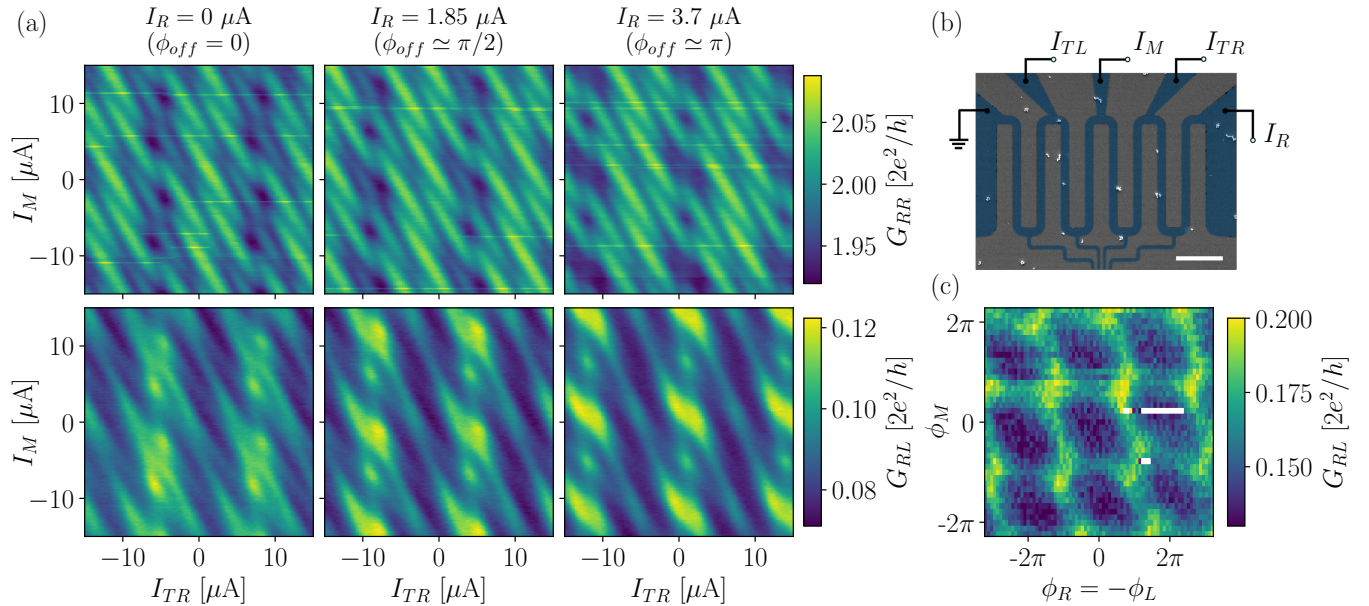 (a)
I_R = 0 μA
(ϕ_off = 0)
I_R = 1.85 μA
(ϕ_off ≃ π/2)
I_R = 3.7 μA
(ϕ_off ≃ π)
I_M [μA]
10
0
−10
2.05
2.00
1.95
G_RR [2e²/h]
I_M [μA]
10
0
−10
−10 0 10
−10 0 10
−10 0 10
I_TR [μA]
I_TR [μA]
I_TR [μA]
0.12
0.10
0.08
G_RL [2e²/h]
(b)
I_TL I_M I_TR
I_R
(c)
2π
0
-2π
ϕ_M
-2π 0 2π
ϕ_R = −ϕ_L
0.200
0.175
0.150
G_RL [2e²/h]